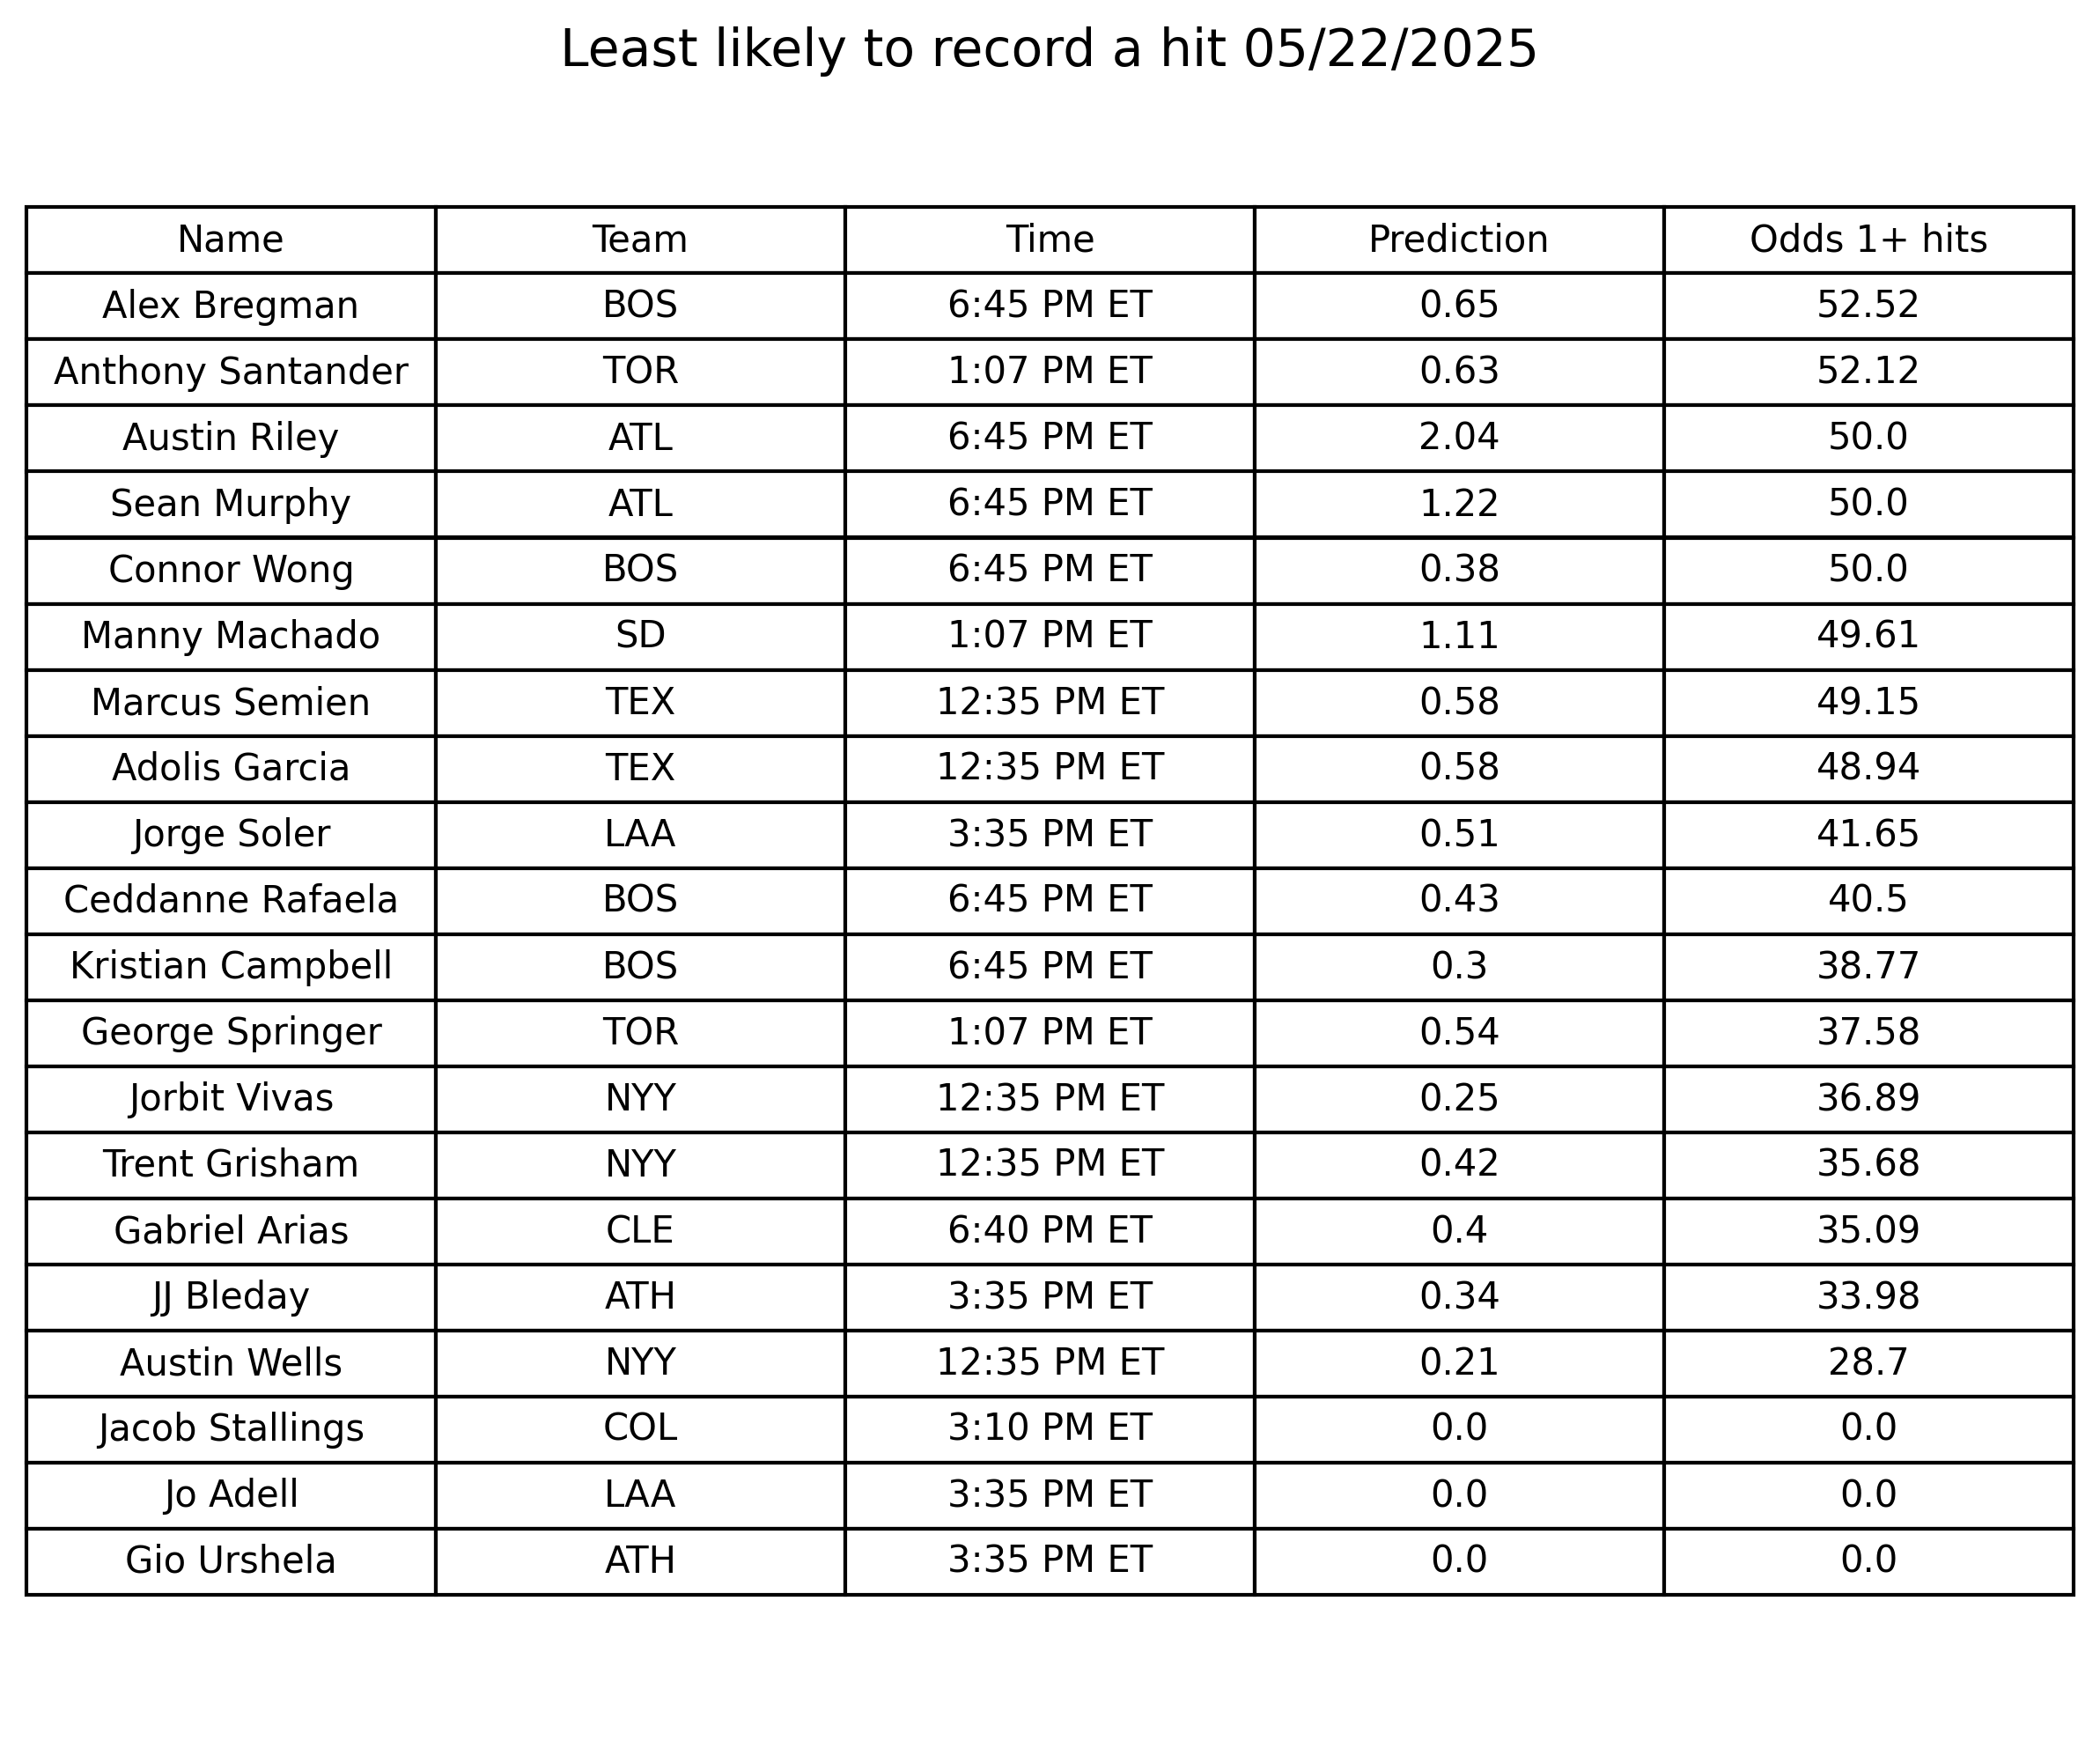 Least likely to record a hit 05/22/2025
Name Team Time Prediction Odds 1+ hits
Alex Bregman BOS 6:45 PM ET 0.65 52.52
Anthony Santander TOR 1:07 PM ET 0.63 52.12
Austin Riley ATL 6:45 PM ET 2.04 50.0
Sean Murphy ATL 6:45 PM ET 1.22 50.0
Connor Wong BOS 6:45 PM ET 0.38 50.0
Manny Machado SD 1:07 PM ET 1.11 49.61
Marcus Semien TEX 12:35 PM ET 0.58 49.15
Adolis Garcia TEX 12:35 PM ET 0.58 48.94
Jorge Soler LAA 3:35 PM ET 0.51 41.65
Ceddanne Rafaela BOS 6:45 PM ET 0.43 40.5
Kristian Campbell BOS 6:45 PM ET 0.3 38.77
George Springer TOR 1:07 PM ET 0.54 37.58
Jorbit Vivas NYY 12:35 PM ET 0.25 36.89
Trent Grisham NYY 12:35 PM ET 0.42 35.68
Gabriel Arias CLE 6:40 PM ET 0.4 35.09
JJ Bleday ATH 3:35 PM ET 0.34 33.98
Austin Wells NYY 12:35 PM ET 0.21 28.7
Jacob Stallings COL 3:10 PM ET 0.0 0.0
Jo Adell LAA 3:35 PM ET 0.0 0.0
Gio Urshela ATH 3:35 PM ET 0.0 0.0